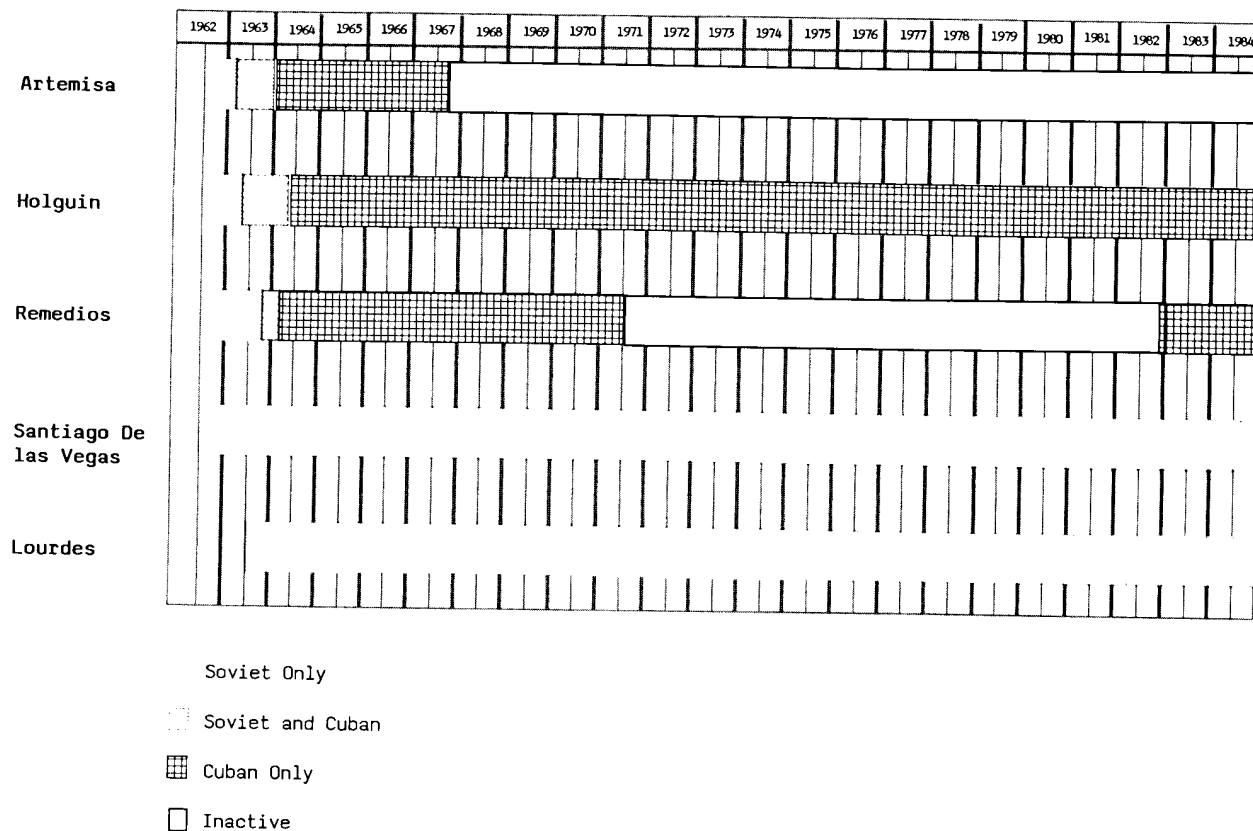 1962 1963 1964 1965 1966 1967 1968 1969 1970 1971 1972 1973 1974 1975 1976 1977 1978 1979 1980 1981 1982 1983 1984
Artemisa
Holguin
Remedios
Santiago De
las Vegas
Lourdes
Soviet Only
Soviet and Cuban
Cuban Only
Inactive